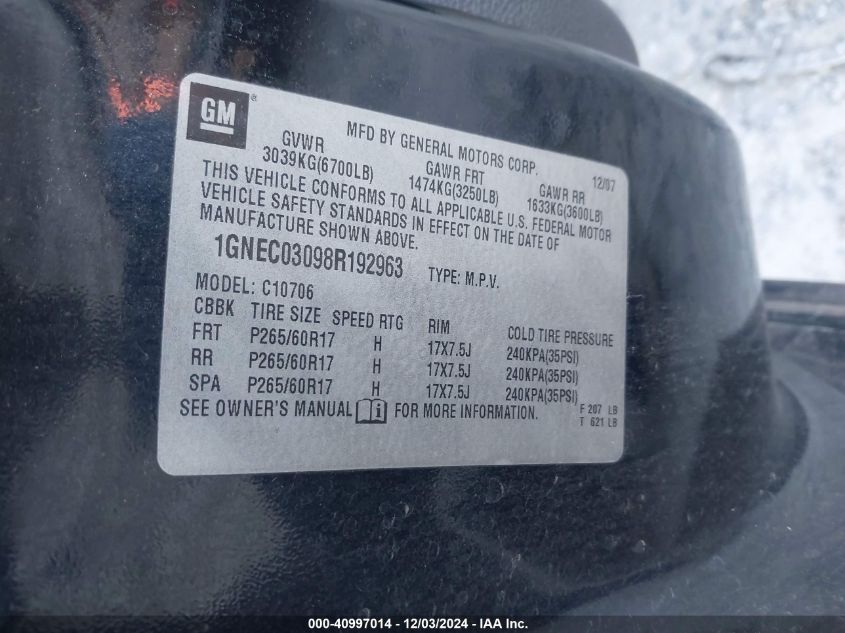 GM ®
MFD BY GENERAL MOTORS CORP. 12/07
GVWR GAWR FRT GAWR RR
3039KG(6700LB) 1474KG(3250LB) 1633KG(3600LB)
THIS VEHICLE CONFORMS TO ALL APPLICABLE U.S. FEDERAL MOTOR
VEHICLE SAFETY STANDARDS IN EFFECT ON THE DATE OF
MANUFACTURE SHOWN ABOVE.
1GNEC03098R192963 TYPE: M.P.V.
MODEL: C10706
CBBK TIRE SIZE SPEED RTG RIM COLD TIRE PRESSURE
FRT P265/60R17 H 17X7.5J 240KPA(35PSI)
RR P265/60R17 H 17X7.5J 240KPA(35PSI)
SPA P265/60R17 H 17X7.5J 240KPA(35PSI)
SEE OWNER'S MANUAL i FOR MORE INFORMATION.
F 207 LB
T 621 LB
000-40997014 - 12/03/2024 - IAA Inc.